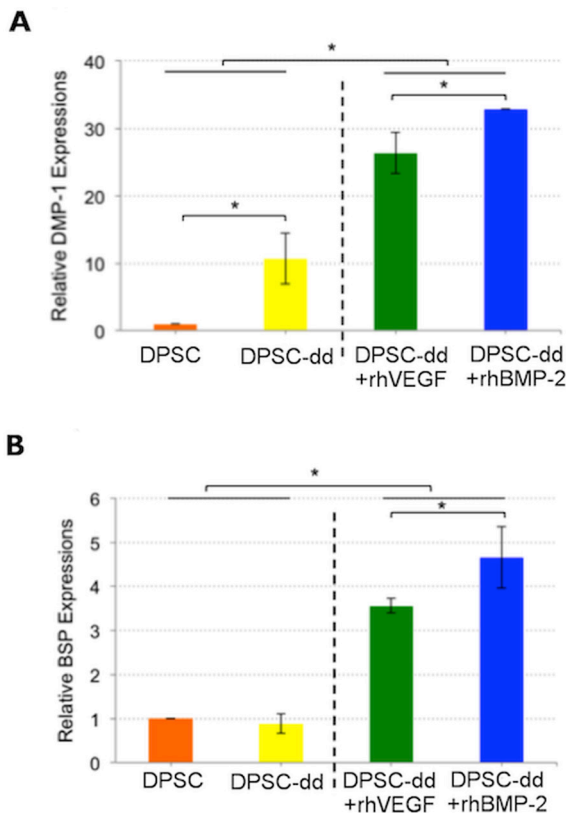 A
*
40
*
30
20
*
10
0
Relative DMP-1 Expressions
DPSC
DPSC-dd
DPSC-dd
+rhVEGF
DPSC-dd
+rhBMP-2
B
*
6
*
5
4
3
2
1
0
Relative BSP Expressions
DPSC
DPSC-dd
DPSC-dd
+rhVEGF
DPSC-dd
+rhBMP-2